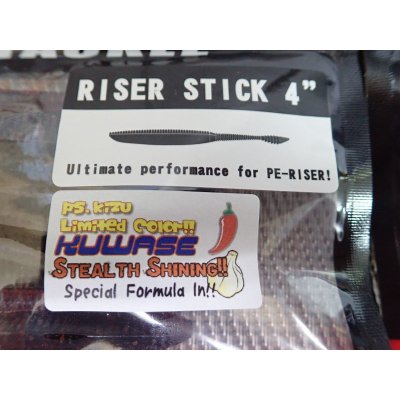 RISER STICK 4”
Ultimate performance for PE-RISER!
PS. KIZU
Limited Color!!
KUWASE
STEALTH SHINING!!
Special Formula In!!